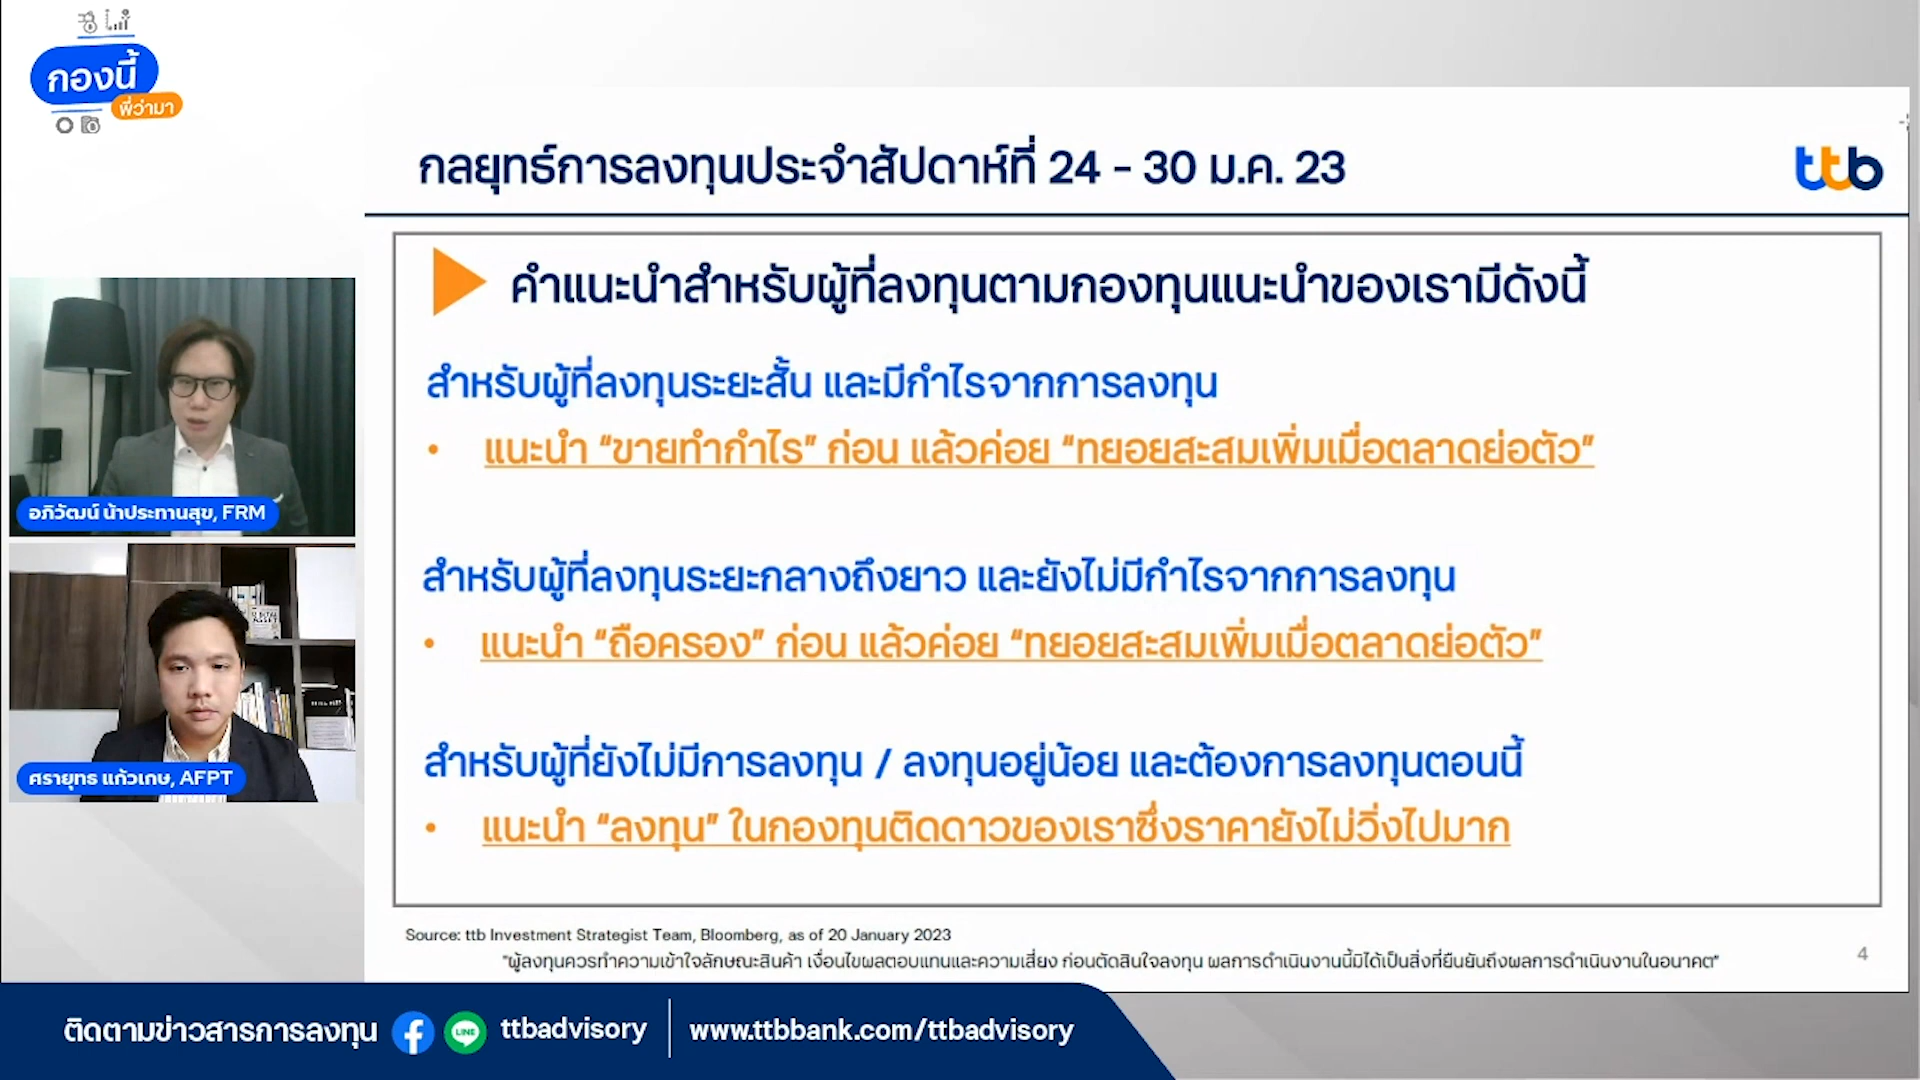 กองนี้
พี่ว่ามา
กลยุทธ์การลงทุนประจำสัปดาห์ที่ 24 - 30 ม.ค. 23
ttb
คำแนะนำสำหรับผู้ที่ลงทุนตามกองทุนแนะนำของเรามีดังนี้
สำหรับผู้ที่ลงทุนระยะสั้น และมีกำไรจากการลงทุน
• แนะนำ “ขายทำกำไร” ก่อน แล้วค่อย “ทยอยสะสมเพิ่มเมื่อตลาดย่อตัว”
สำหรับผู้ที่ลงทุนระยะกลางถึงยาว และยังไม่มีกำไรจากการลงทุน
• แนะนำ “ถือครอง” ก่อน แล้วค่อย “ทยอยสะสมเพิ่มเมื่อตลาดย่อตัว”
สำหรับผู้ที่ยังไม่มีการลงทุน / ลงทุนอยู่น้อย และต้องการลงทุนตอนนี้
• แนะนำ “ลงทุน” ในกองทุนติดดาวของเราซึ่งราคายังไม่วิ่งไปมาก
อภิวัฒน์ น้าประทานสุข, FRM
ศรายุทธ แก้วเกษ, AFPT
Source: ttb Investment Strategist Team, Bloomberg, as of 20 January 2023
"ผู้ลงทุนควรทำความเข้าใจลักษณะสินค้า เงื่อนไขผลตอบแทนและความเสี่ยง ก่อนตัดสินใจลงทุน ผลการดำเนินงานนี้มิได้เป็นสิ่งที่ยืนยันถึงผลการดำเนินงานในอนาคต"
4
ติดตามข่าวสารการลงทุน LINE ttbadvisory www.ttbbank.com/ttbadvisory